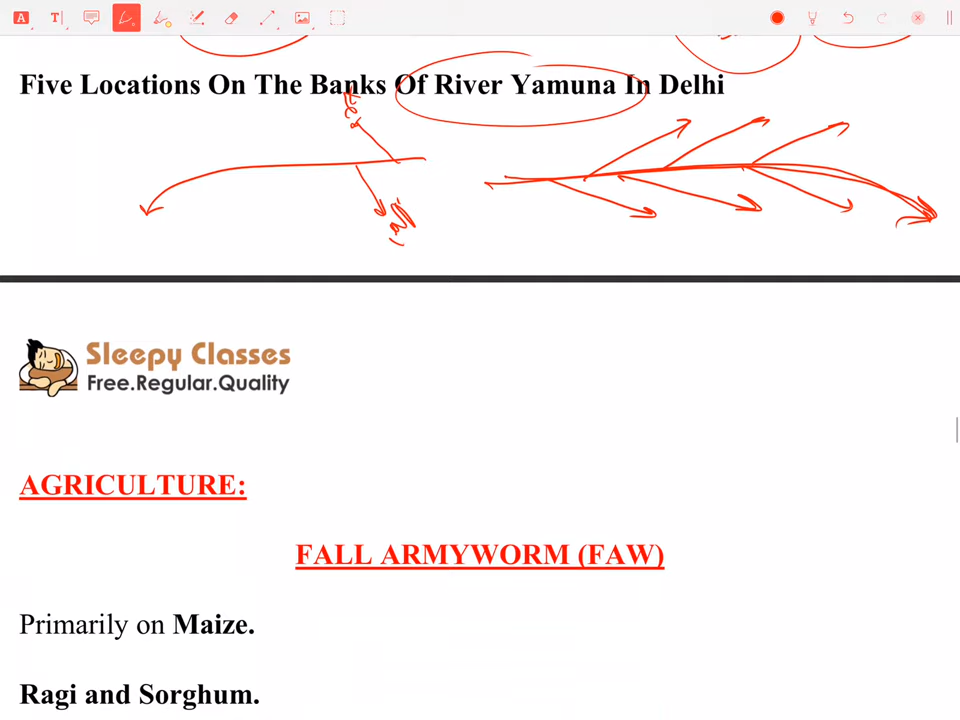 Five Locations On The Banks Of River Yamuna In Delhi
Sleepy Classes
Free.Regular.Quality
AGRICULTURE:
FALL ARMYWORM (FAW)
Primarily on Maize.
Ragi and Sorghum.